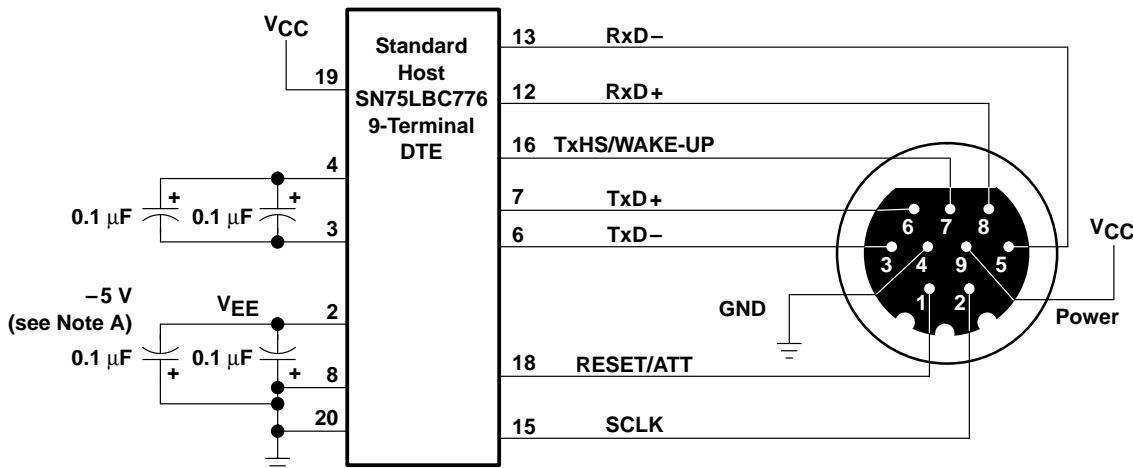 VCC
19
Standard
Host
SN75LBC776
9-Terminal
DTE
13 RxD−
12 RxD+
16 TxHS/WAKE-UP
7 TxD+
6 TxD−
4
+ +
0.1 μF 0.1 μF
3
−5 V
(see Note A)
VEE
2
0.1 μF 0.1 μF
+ +
8
20
6 7 8
3 4 9 5
1 2
VCC
GND
Power
18 RESET/ATT
15 SCLK